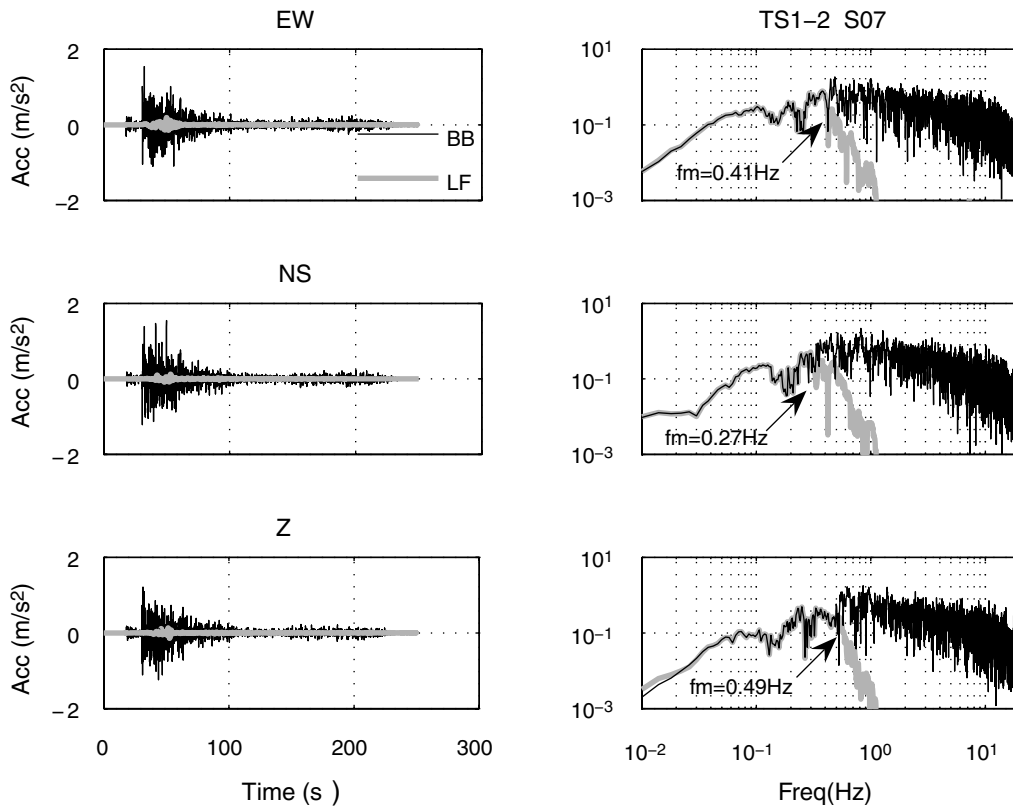 EW
TS1−2 S07
2
0
−2
Acc (m/s²)
BB
LF
10¹
10⁻¹
10⁻³
fm=0.41Hz
NS
2
0
−2
Acc (m/s²)
10¹
10⁻¹
10⁻³
fm=0.27Hz
Z
2
0
−2
Acc (m/s²)
0
100
200
300
Time (s )
10¹
10⁻¹
10⁻³
fm=0.49Hz
10⁻²
10⁻¹
10⁰
10¹
Freq(Hz)